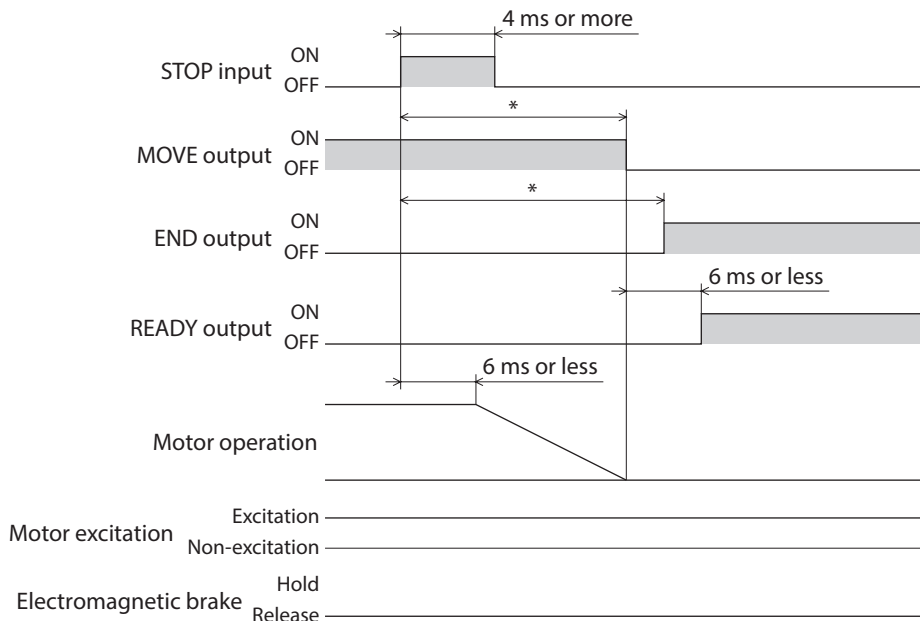 4 ms or more
STOP input
ON
OFF
*
MOVE output
ON
OFF
*
END output
ON
OFF
6 ms or less
READY output
ON
OFF
6 ms or less
Motor operation
Motor excitation
Excitation
Non-excitation
Electromagnetic brake
Hold
Release